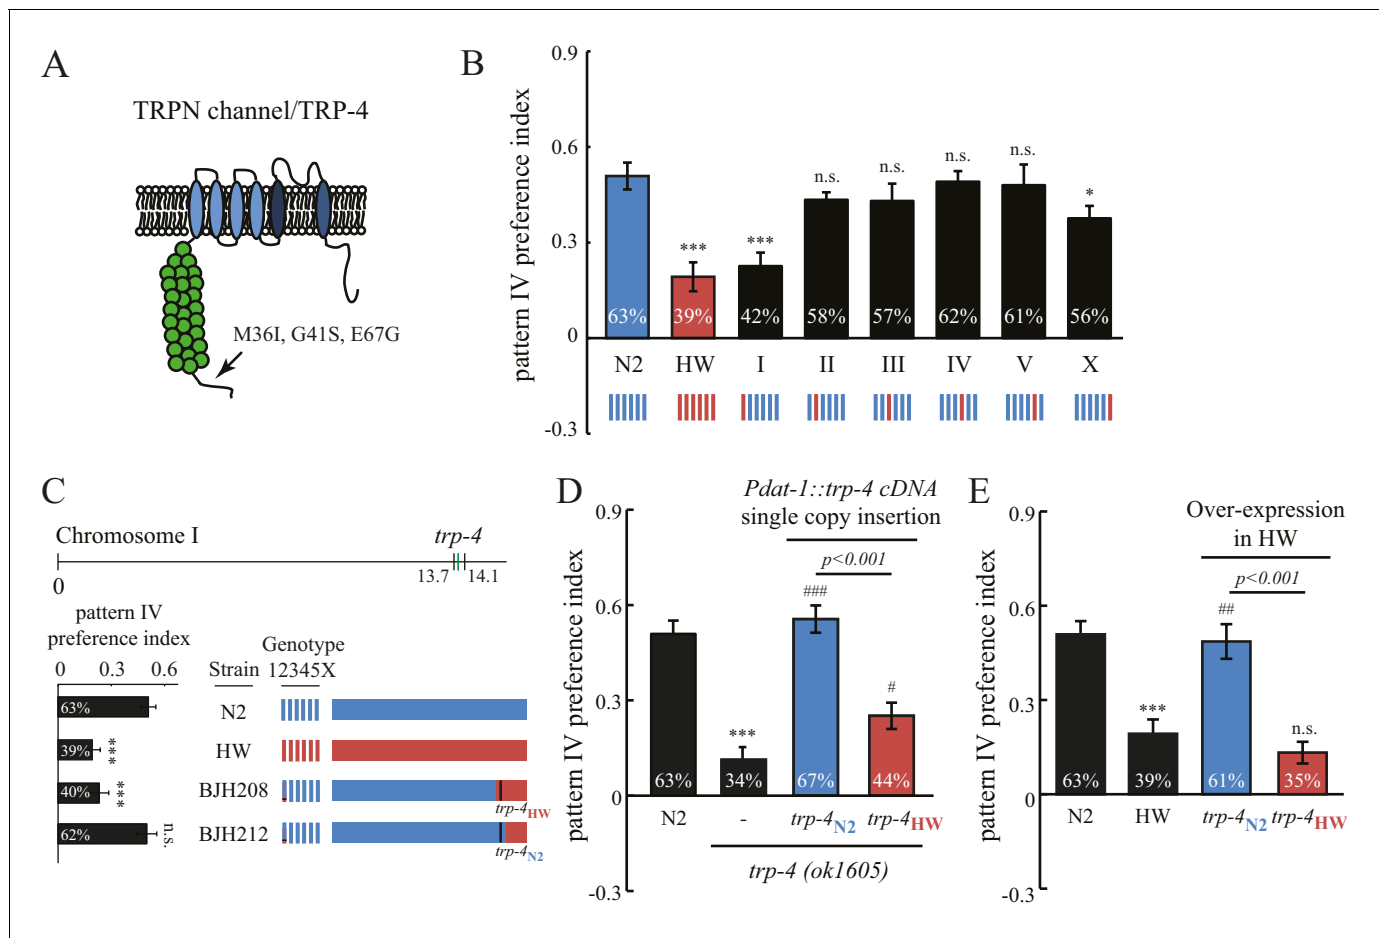 A
TRPN channel/TRP-4
M36I, G41S, E67G
B
pattern IV preference index
0.9
0.6
0.3
0
-0.3
n.s.
n.s.
n.s.
n.s.
*
***
***
63%
39%
42%
58%
57%
62%
61%
56%
N2
HW
I
II
III
IV
V
X
C
Chromosome I
trp-4
0
13.7
14.1
pattern IV
preference index
0
0.3
0.6
Strain
Genotype
12345X
63%
N2
39%
***
HW
40%
***
BJH208
trp-4HW
62%
n.s.
BJH212
trp-4N2
D
Pdat-1::trp-4 cDNA
single copy insertion
p<0.001
pattern IV preference index
0.9
0.6
0.3
0
-0.3
***
###
#
63%
34%
67%
44%
N2
-
trp-4N2
trp-4HW
trp-4 (ok1605)
E
Over-expression
in HW
p<0.001
pattern IV preference index
0.9
0.6
0.3
0
-0.3
***
##
n.s.
63%
39%
61%
35%
N2
HW
trp-4N2
trp-4HW